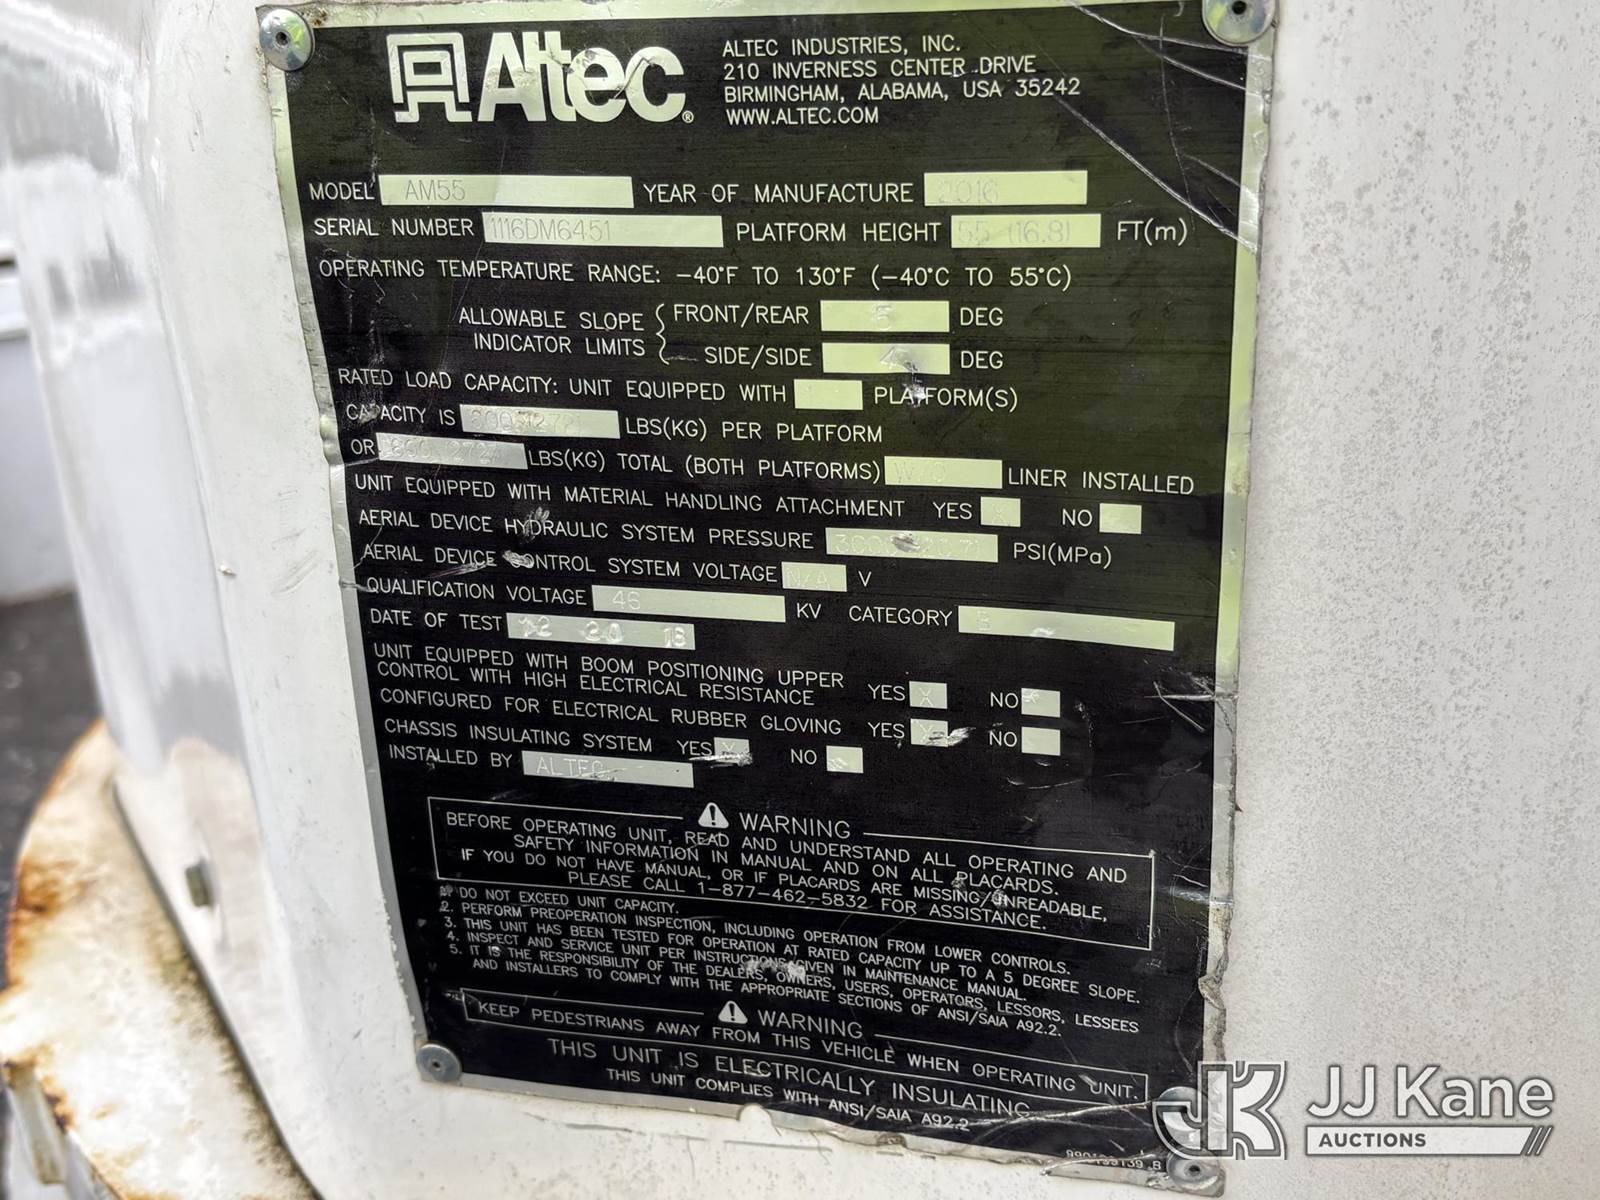 Altec®
ALTEC INDUSTRIES, INC.
210 INVERNESS CENTER DRIVE
BIRMINGHAM, ALABAMA, USA 35242
WWW.ALTEC.COM
MODEL AM55 YEAR OF MANUFACTURE 2016
SERIAL NUMBER 1116DM6451 PLATFORM HEIGHT 55 (16.8) FT(m)
OPERATING TEMPERATURE RANGE: -40°F TO 130°F (-40°C TO 55°C)
ALLOWABLE SLOPE INDICATOR LIMITS { FRONT/REAR 5 DEG
SIDE/SIDE 4 DEG
RATED LOAD CAPACITY: UNIT EQUIPPED WITH PLATFORM(S)
CAPACITY IS LBS(KG) PER PLATFORM
OR LBS(KG) TOTAL (BOTH PLATFORMS) W/O LINER INSTALLED
UNIT EQUIPPED WITH MATERIAL HANDLING ATTACHMENT YES X NO
AERIAL DEVICE HYDRAULIC SYSTEM PRESSURE PSI(MPa)
AERIAL DEVICE CONTROL SYSTEM VOLTAGE N/A V
QUALIFICATION VOLTAGE 46 KV CATEGORY B
DATE OF TEST 12 20 18
UNIT EQUIPPED WITH BOOM POSITIONING UPPER
CONTROL WITH HIGH ELECTRICAL RESISTANCE YES X NO
CONFIGURED FOR ELECTRICAL RUBBER GLOVING YES X NO
CHASSIS INSULATING SYSTEM YES X NO
INSTALLED BY ALTEC
WARNING
BEFORE OPERATING UNIT, READ AND UNDERSTAND ALL OPERATING AND
SAFETY INFORMATION IN MANUAL AND ON ALL PLACARDS.
IF YOU DO NOT HAVE MANUAL, OR IF PLACARDS ARE MISSING/UNREADABLE,
PLEASE CALL 1-877-462-5832 FOR ASSISTANCE.
1. DO NOT EXCEED UNIT CAPACITY.
2. PERFORM PREOPERATION INSPECTION, INCLUDING OPERATION FROM LOWER CONTROLS.
3. THIS UNIT HAS BEEN TESTED FOR OPERATION AT RATED CAPACITY UP TO A 5 DEGREE SLOPE.
4. INSPECT AND SERVICE UNIT PER INSTRUCTIONS GIVEN IN MAINTENANCE MANUAL.
5. IT IS THE RESPONSIBILITY OF THE DEALERS, OWNERS, USERS, OPERATORS, LESSORS, LESSEES
AND INSTALLERS TO COMPLY WITH THE APPROPRIATE SECTIONS OF ANSI/SAIA A92.2.
WARNING
KEEP PEDESTRIANS AWAY FROM THIS VEHICLE WHEN OPERATING UNIT.
THIS UNIT IS ELECTRICALLY INSULATING
THIS UNIT COMPLIES WITH ANSI/SAIA A92.2
JK JJ Kane
AUCTIONS